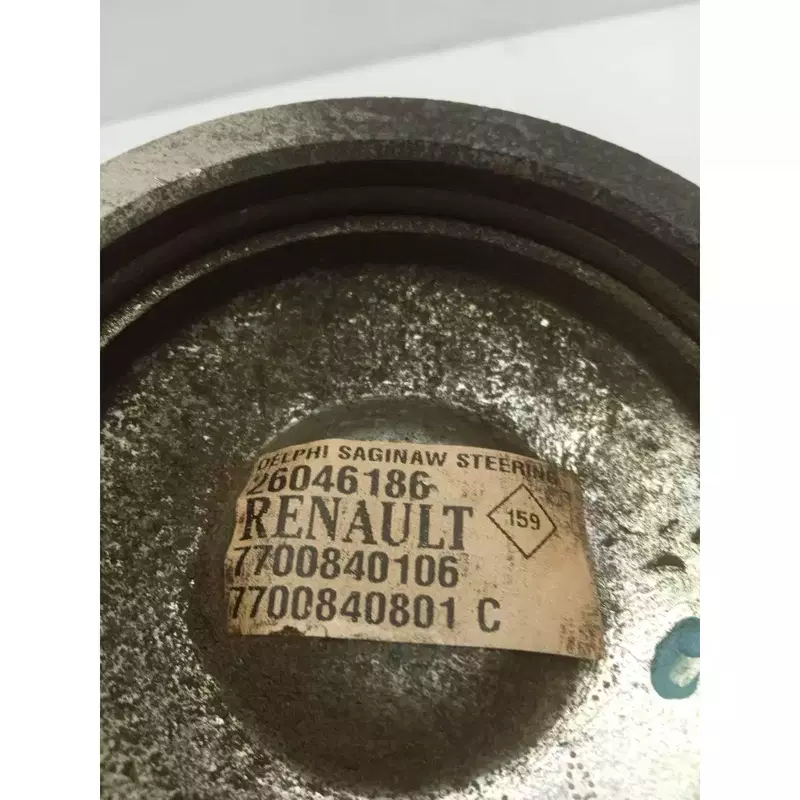 DELPHI SAGINAW STEERING
26046186
RENAULT
159
7700840106
7700840801 C